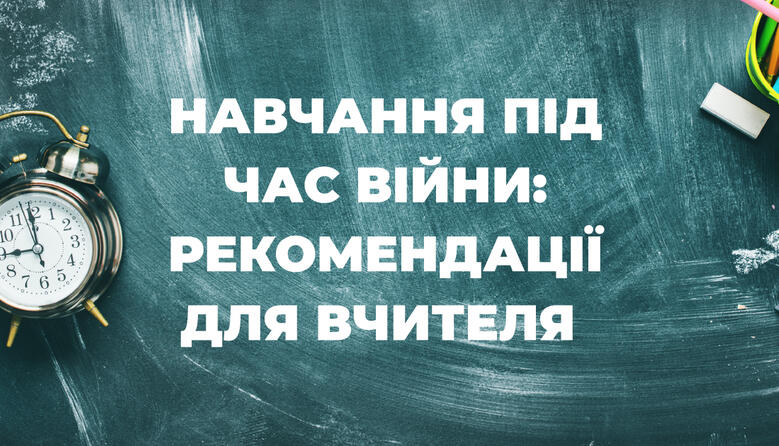 НАВЧАННЯ ПІД
ЧАС ВІЙНИ:
РЕКОМЕНДАЦІЇ
ДЛЯ ВЧИТЕЛЯ